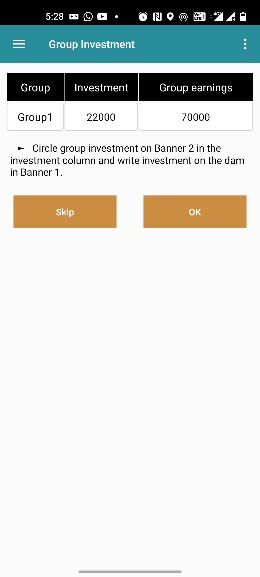 5:28
Group Investment
Group Investment Group earnings
Group1 22000 70000
← Circle group investment on Banner 2 in the
investment column and write investment on the dam
in Banner 1.
Skip OK